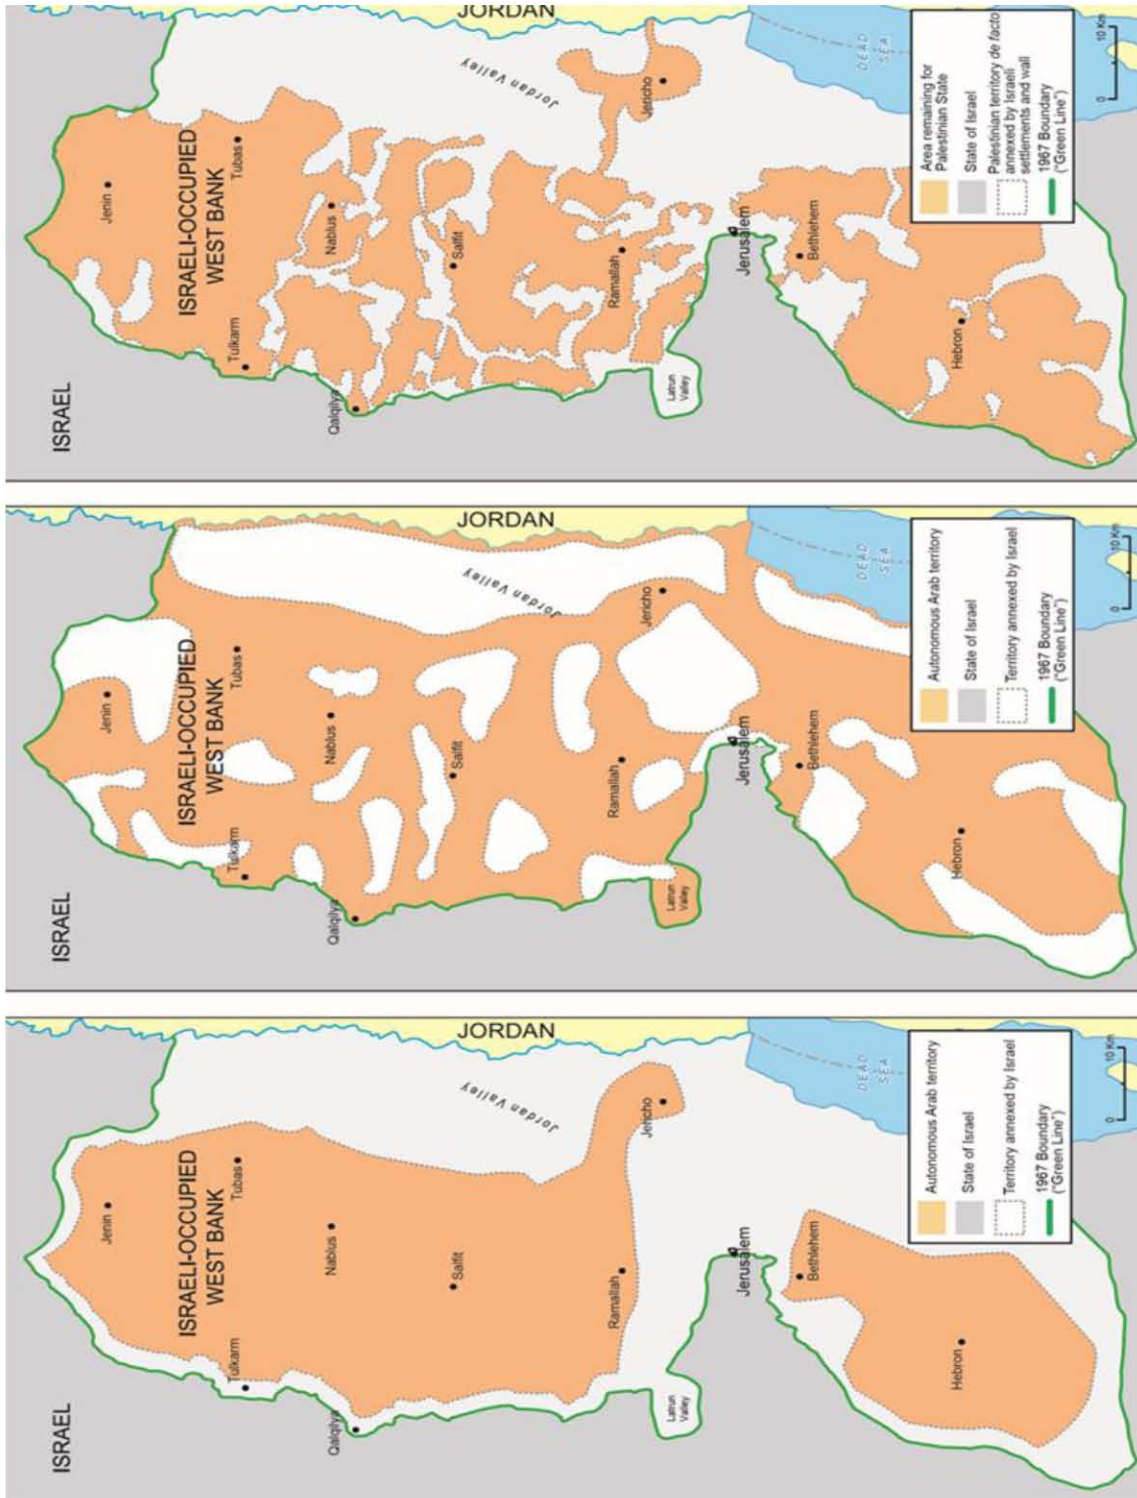 JORDAN
ISRAEL
ISRAELI-OCCUPIED
WEST BANK
Jenin
Tubas
Tulkarm
Nablus
Qalqilya
Salfit
Jordan Valley
Jericho
Ramallah
Latrun
Valley
Jerusalem
Bethlehem
Hebron
DEAD
SEA
Area remaining for
Palestinian State
State of Israel
Palestinian territory de facto
annexed by Israeli
settlements and wall
1967 Boundary
("Green Line")
0 10 Km
JORDAN
ISRAEL
ISRAELI-OCCUPIED
WEST BANK
Jenin
Tubas
Tulkarm
Nablus
Qalqilya
Salfit
Jordan Valley
Jericho
Ramallah
Latrun
Valley
Jerusalem
Bethlehem
Hebron
DEAD
SEA
Autonomous Arab territory
State of Israel
Territory annexed by Israel
1967 Boundary
("Green Line")
0 10 Km
JORDAN
ISRAEL
ISRAELI-OCCUPIED
WEST BANK
Jenin
Tubas
Tulkarm
Nablus
Qalqilya
Salfit
Jordan Valley
Jericho
Ramallah
Latrun
Valley
Jerusalem
Bethlehem
Hebron
DEAD
SEA
Autonomous Arab territory
State of Israel
Territory annexed by Israel
1967 Boundary
("Green Line")
0 10 Km